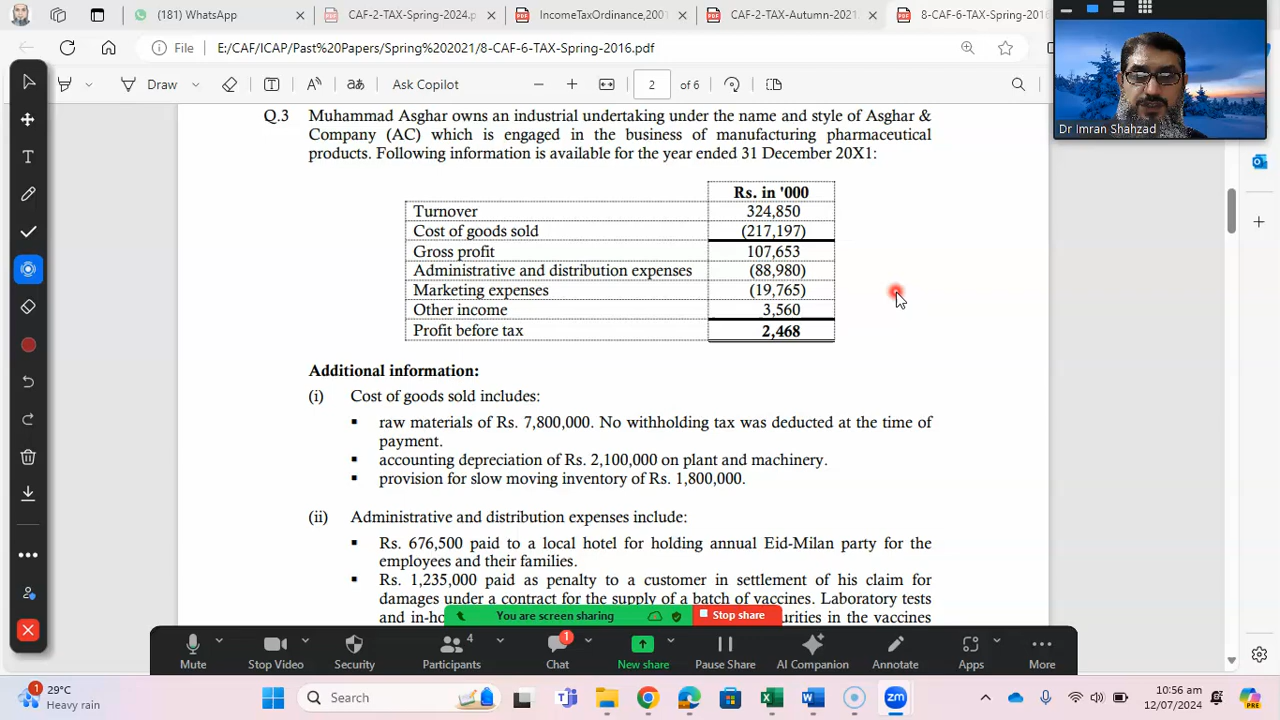 (181) WhatsApp
CAF-2-TAX-Spring-2024.p
IncomeTaxOrdinance,2001
CAF-2-TAX-Autumn-2021.
8-CAF-6-TAX-Spring-2016
File
E:/CAF/ICAP/Past%20Papers/Spring%202021/8-CAF-6-TAX-Spring-2016.pdf
Draw
Ask Copilot
2
of 6
Dr Imran Shahzad
Q.3 Muhammad Asghar owns an industrial undertaking under the name and style of Asghar &
Company (AC) which is engaged in the business of manufacturing pharmaceutical
products. Following information is available for the year ended 31 December 20X1:
Rs. in '000
Turnover 324,850
Cost of goods sold (217,197)
Gross profit 107,653
Administrative and distribution expenses (88,980)
Marketing expenses (19,765)
Other income 3,560
Profit before tax 2,468
Additional information:
(i) Cost of goods sold includes:
▪ raw materials of Rs. 7,800,000. No withholding tax was deducted at the time of
payment.
▪ accounting depreciation of Rs. 2,100,000 on plant and machinery.
▪ provision for slow moving inventory of Rs. 1,800,000.
(ii) Administrative and distribution expenses include:
▪ Rs. 676,500 paid to a local hotel for holding annual Eid-Milan party for the
employees and their families.
▪ Rs. 1,235,000 paid as penalty to a customer in settlement of his claim for
damages under a contract for the supply of a batch of vaccines. Laboratory tests
and in-ho
urities in the vaccines
You are screen sharing
Stop share
Mute
Stop Video
Security
4
Participants
1
Chat
New share
Pause Share
AI Companion
Annotate
Apps
More
1
29°C
Haze
Search
ENG
10:56 am
12/07/2024
PRE